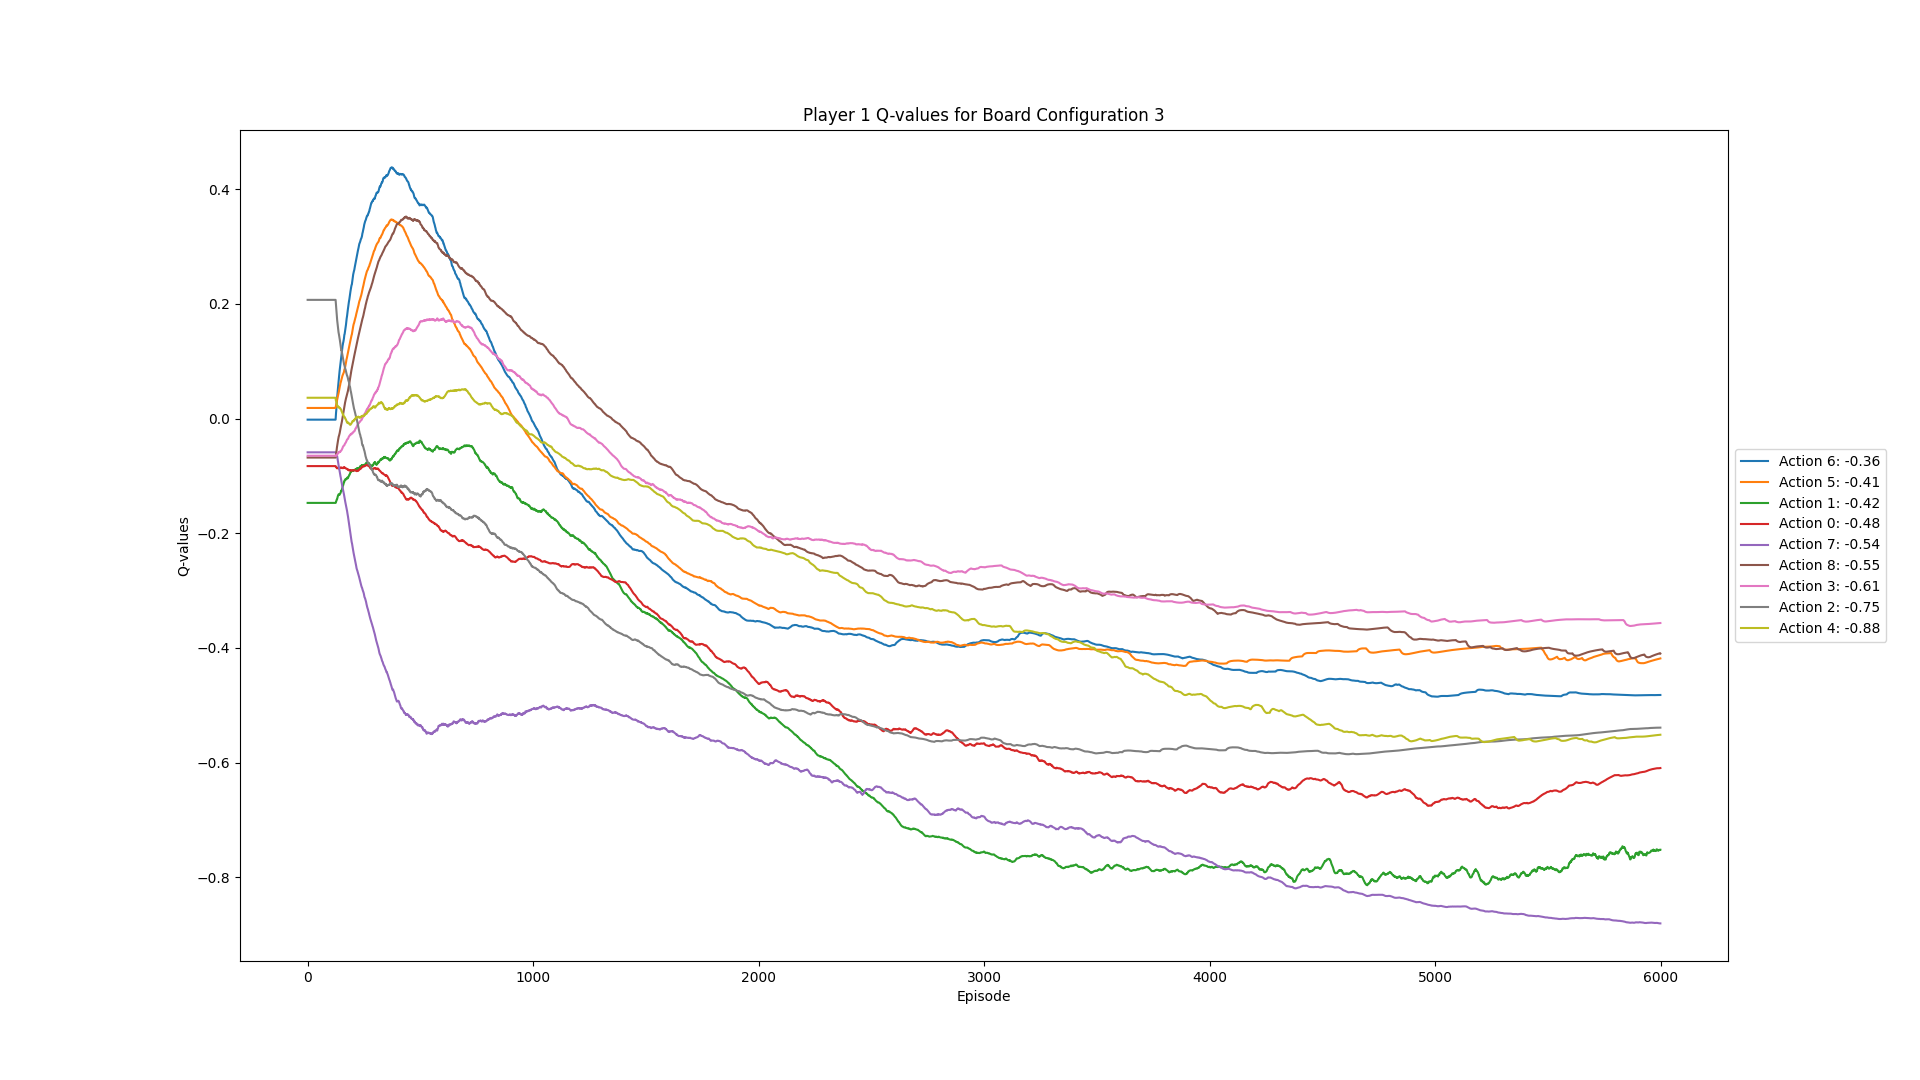 Player 1 Q-values for Board Configuration 3
0.4
0.2
0.0
−0.2
−0.4
−0.6
−0.8
Q-values
0
1000
2000
3000
4000
5000
6000
Episode
Action 6: -0.36
Action 5: -0.41
Action 1: -0.42
Action 0: -0.48
Action 7: -0.54
Action 8: -0.55
Action 3: -0.61
Action 2: -0.75
Action 4: -0.88